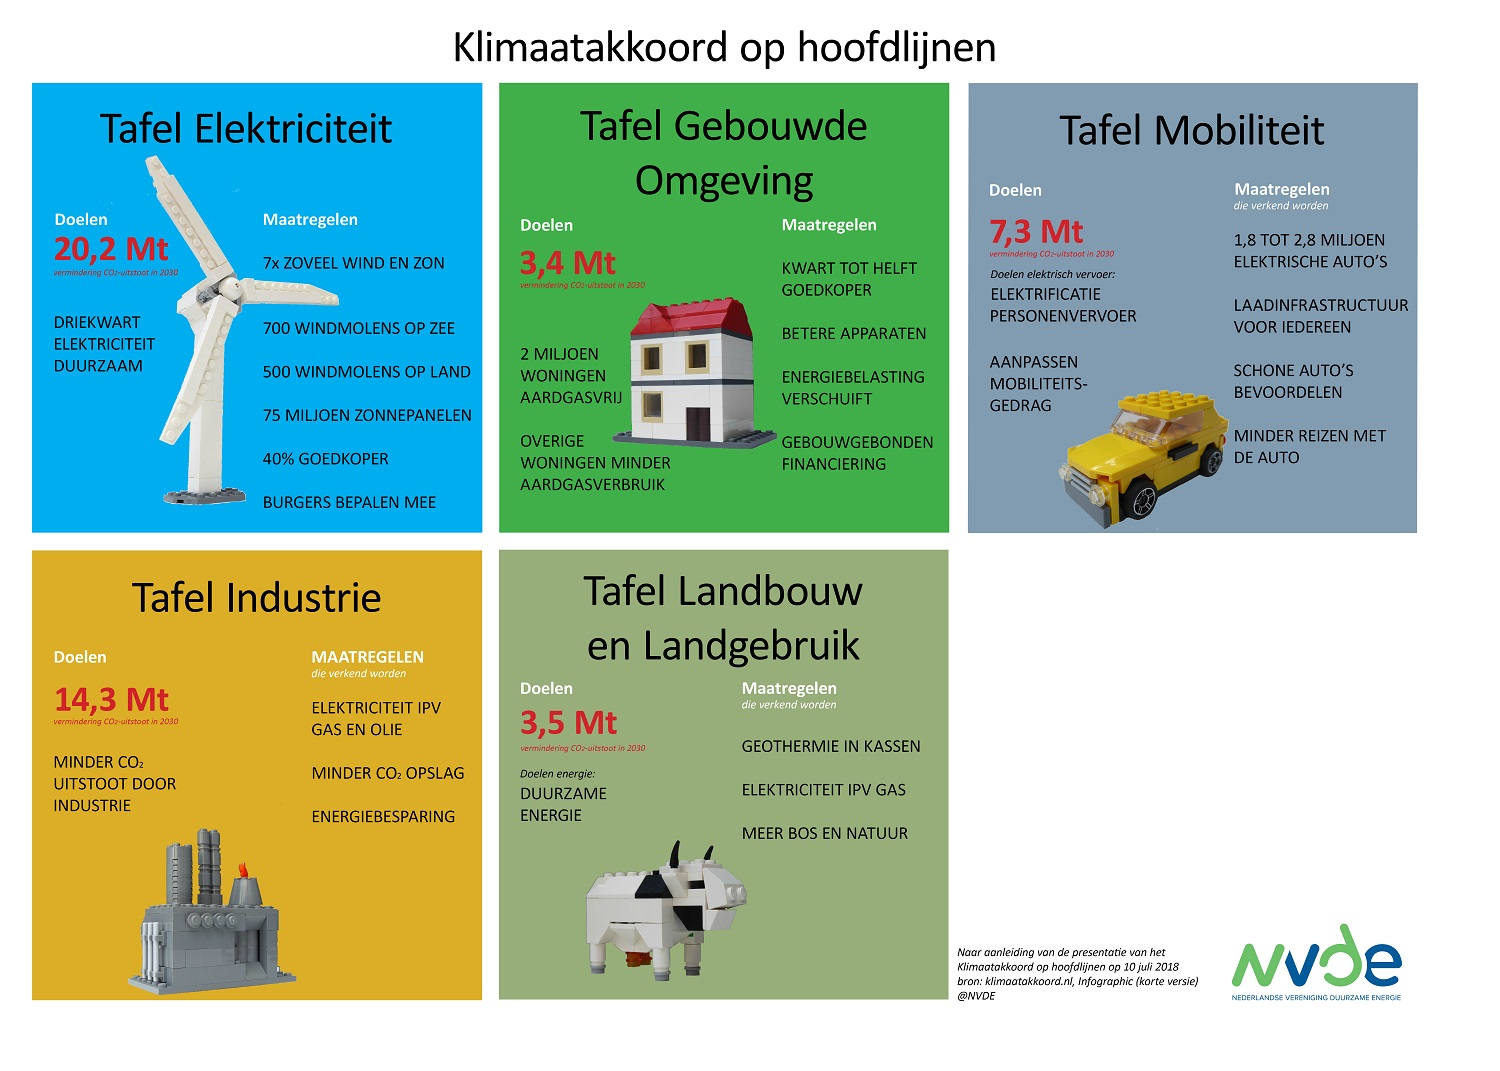 Klimaatakkoord op hoofdlijnen
Tafel Elektriciteit
Doelen
20,2 Mt
vermindering CO₂-uitstoot in 2030
DRIEKWART
ELEKTRICITEIT
DUURZAAM
Maatregelen
7x ZOVEEL WIND EN ZON
700 WINDMOLENS OP ZEE
500 WINDMOLENS OP LAND
75 MILJOEN ZONNEPANELEN
40% GOEDKOPER
BURGERS BEPALEN MEE
Tafel Gebouwde
Omgeving
Doelen
3,4 Mt
vermindering CO₂-uitstoot in 2030
2 MILJOEN
WONINGEN
AARDGASVRIJ
OVERIGE
WONINGEN MINDER
AARDGASVERBRUIK
Maatregelen
KWART TOT HELFT
GOEDKOPER
BETERE APPARATEN
ENERGIEBELASTING
VERSCHUIFT
GEBOUWGEBONDEN
FINANCIERING
Tafel Mobiliteit
Doelen
7,3 Mt
vermindering CO₂-uitstoot in 2030
Doelen elektrisch vervoer:
ELEKTRIFICATIE
PERSONENVERVOER
AANPASSEN
MOBILITEITS-
GEDRAG
Maatregelen
die verkend worden
1,8 TOT 2,8 MILJOEN
ELEKTRISCHE AUTO'S
LAADINFRASTRUCTUUR
VOOR IEDEREEN
SCHONE AUTO'S
BEVOORDELEN
MINDER REIZEN MET
DE AUTO
Tafel Industrie
Doelen
14,3 Mt
vermindering CO₂-uitstoot in 2030
MINDER CO₂
UITSTOOT DOOR
INDUSTRIE
MAATREGELEN
die verkend worden
ELEKTRICITEIT IPV
GAS EN OLIE
MINDER CO₂ OPSLAG
ENERGIEBESPARING
Tafel Landbouw
en Landgebruik
Doelen
3,5 Mt
vermindering CO₂-uitstoot in 2030
Doelen energie:
DUURZAME
ENERGIE
Maatregelen
die verkend worden
GEOTHERMIE IN KASSEN
ELEKTRICITEIT IPV GAS
MEER BOS EN NATUUR
Naar aanleiding van de presentatie van het
Klimaatakkoord op hoofdlijnen op 10 juli 2018
bron: klimaatakkoord.nl, Infographic (korte versie)
@NVDE
nvde
NEDERLANDSE VERENIGING DUURZAME ENERGIE